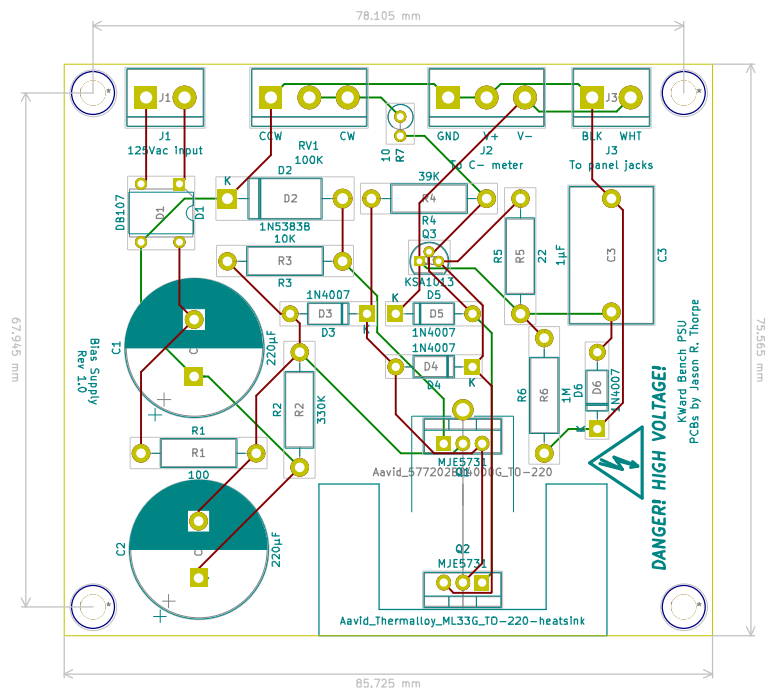 78.105 mm
J1
J3
J1
125Vac input
CCW
CW
RV1
100K
10
R7
GND
V+
V-
J2
To C- meter
BLK
WHT
J3
To panel jacks
DB107
D1
D1
K
D2
D2
1N5383B
39K
R4
R4
10K
R3
R3
Q3
KSA1013
R5
R5
22
1µF
C3
C3
C1
220µF
1N4007
D3
D3
K
K
D5
D5
1N4007
1N4007
D4
D4
K
Bias Supply
Rev 1.0
R2
R2
330K
R6
R6
1M
D6
D6
1N4007
KWard Bench PSU
PCBs by Jason R. Thorpe
R1
R1
100
MJE5731
Q1
DANGER! HIGH VOLTAGE!
C2
220µF
Q2
MJE5731
Aavid_Thermalloy_ML33G_TO-220-heatsink
67.945 mm
75.565 mm
85.725 mm